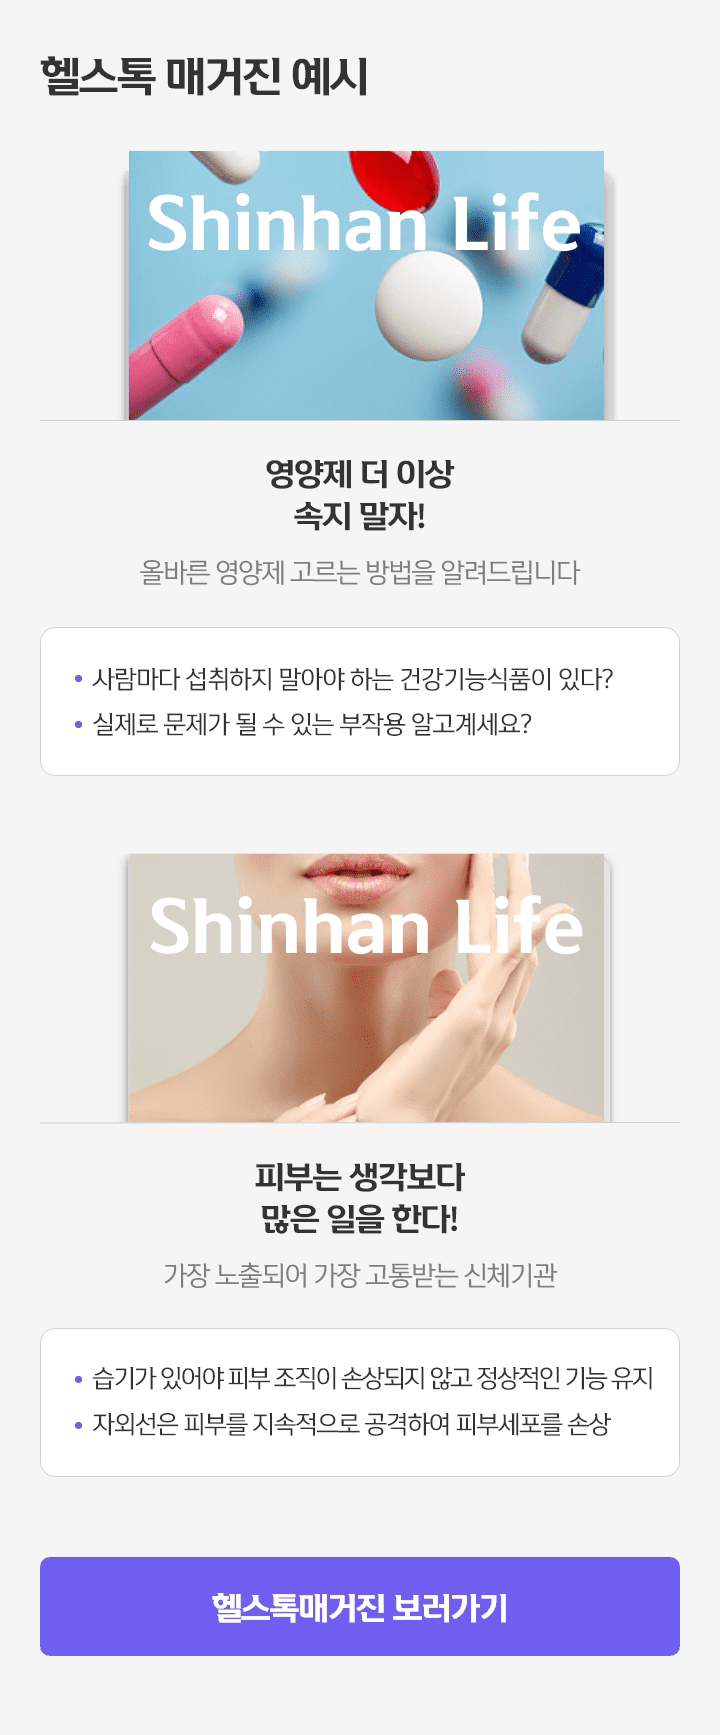 헬스톡 매거진 예시
Shinhan Life
영양제 더 이상
속지 말자!
올바른 영양제 고르는 방법을 알려드립니다
• 사람마다 섭취하지 말아야 하는 건강기능식품이 있다?
• 실제로 문제가 될 수 있는 부작용 알고계세요?
Shinhan Life
피부는 생각보다
많은 일을 한다!
가장 노출되어 가장 고통받는 신체기관
• 습기가 있어야 피부 조직이 손상되지 않고 정상적인 기능 유지
• 자외선은 피부를 지속적으로 공격하여 피부세포를 손상
헬스톡매거진 보러가기